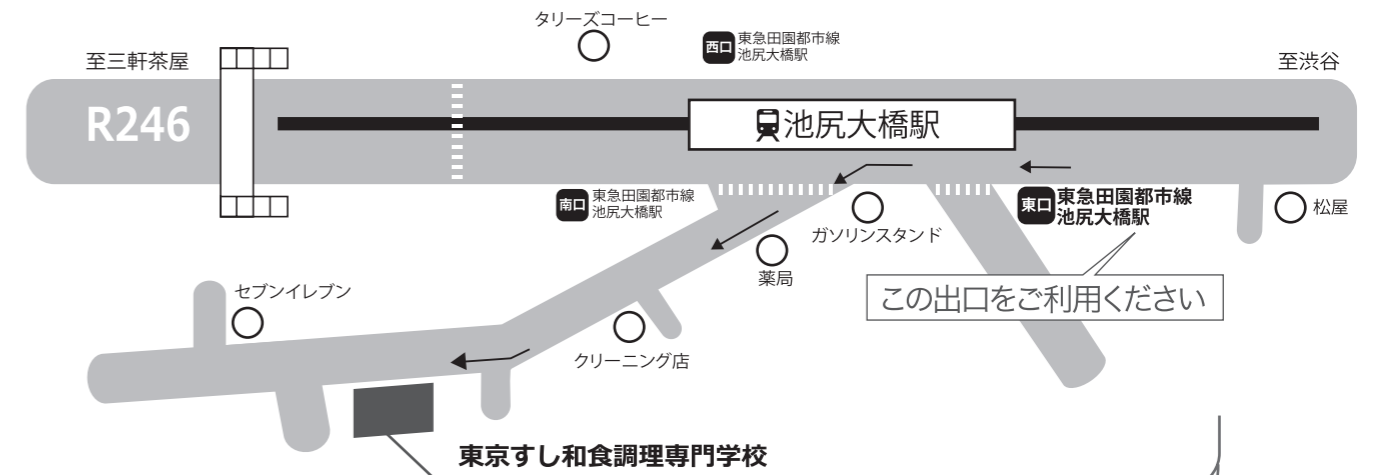 タリーズコーヒー
西口
東急田園都市線
池尻大橋駅
至三軒茶屋
至渋谷
R246
池尻大橋駅
南口
東急田園都市線
池尻大橋駅
東口
東急田園都市線
池尻大橋駅
松屋
ガソリンスタンド
薬局
この出口をご利用ください
セブンイレブン
クリーニング店
東京すし和食調理専門学校